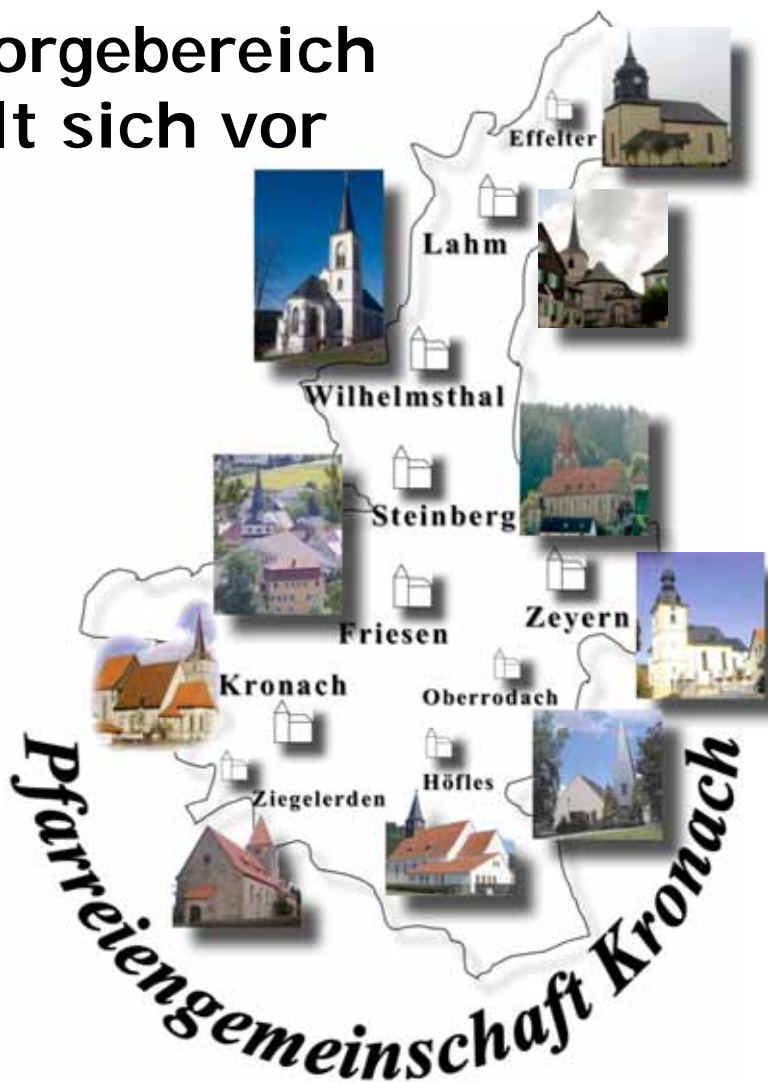 orgebereich
lt sich vor
Effelter
Lahm
Wilhelmsthal
Steinberg
Zeyern
Friesen
Kronach
Oberrodach
Höfles
Ziegelerden
Pfarreiengemeinschaft Kronach